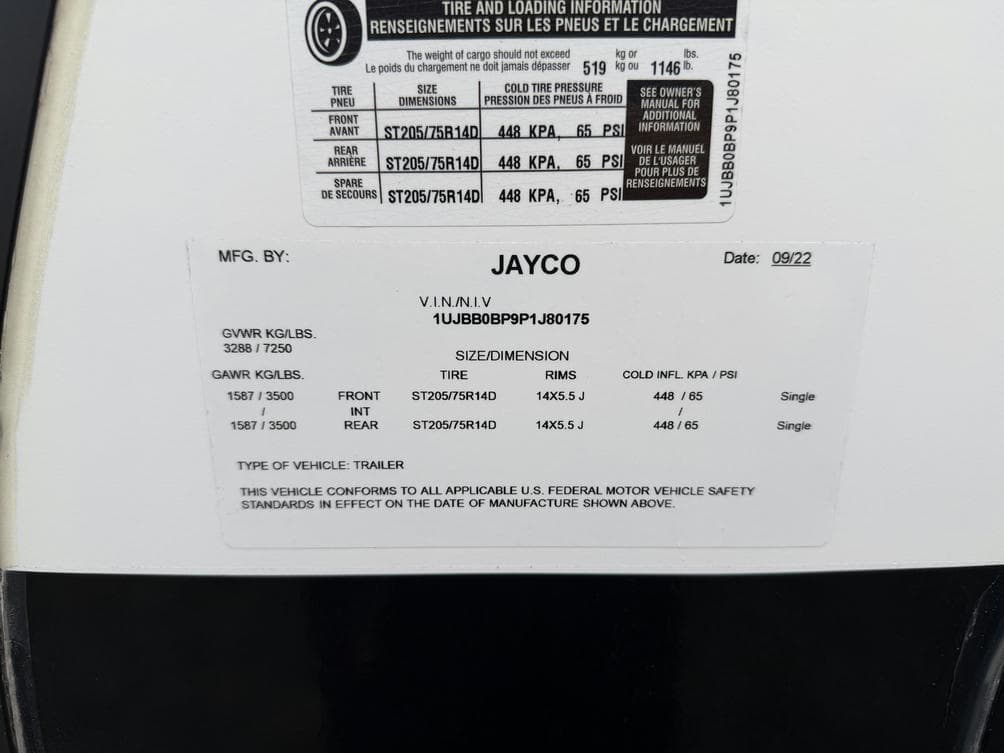 TIRE AND LOADING INFORMATION
RENSEIGNEMENTS SUR LES PNEUS ET LE CHARGEMENT
The weight of cargo should not exceed kg or lbs.
Le poids du chargement ne doit jamais dépasser 519 kg ou 1146 lb.
TIRE PNEU SIZE DIMENSIONS COLD TIRE PRESSURE PRESSION DES PNEUS À FROID
FRONT AVANT ST205/75R14D 448 KPA, 65 PSI
REAR ARRIÈRE ST205/75R14D 448 KPA, 65 PSI
SPARE DE SECOURS ST205/75R14D 448 KPA, 65 PSI
SEE OWNER'S
MANUAL FOR
ADDITIONAL
INFORMATION
VOIR LE MANUEL
DE L'USAGER
POUR PLUS DE
RENSEIGNEMENTS
1UJBB0BP9P1J80175
MFG. BY: JAYCO Date: 09/22
V.I.N./N.I.V
1UJBB0BP9P1J80175
GVWR KG/LBS.
3288 / 7250
SIZE/DIMENSION
GAWR KG/LBS. TIRE RIMS COLD INFL. KPA / PSI
1587 / 3500 FRONT ST205/75R14D 14X5.5 J 448 / 65 Single
/ INT /
1587 / 3500 REAR ST205/75R14D 14X5.5 J 448 / 65 Single
TYPE OF VEHICLE: TRAILER
THIS VEHICLE CONFORMS TO ALL APPLICABLE U.S. FEDERAL MOTOR VEHICLE SAFETY
STANDARDS IN EFFECT ON THE DATE OF MANUFACTURE SHOWN ABOVE.